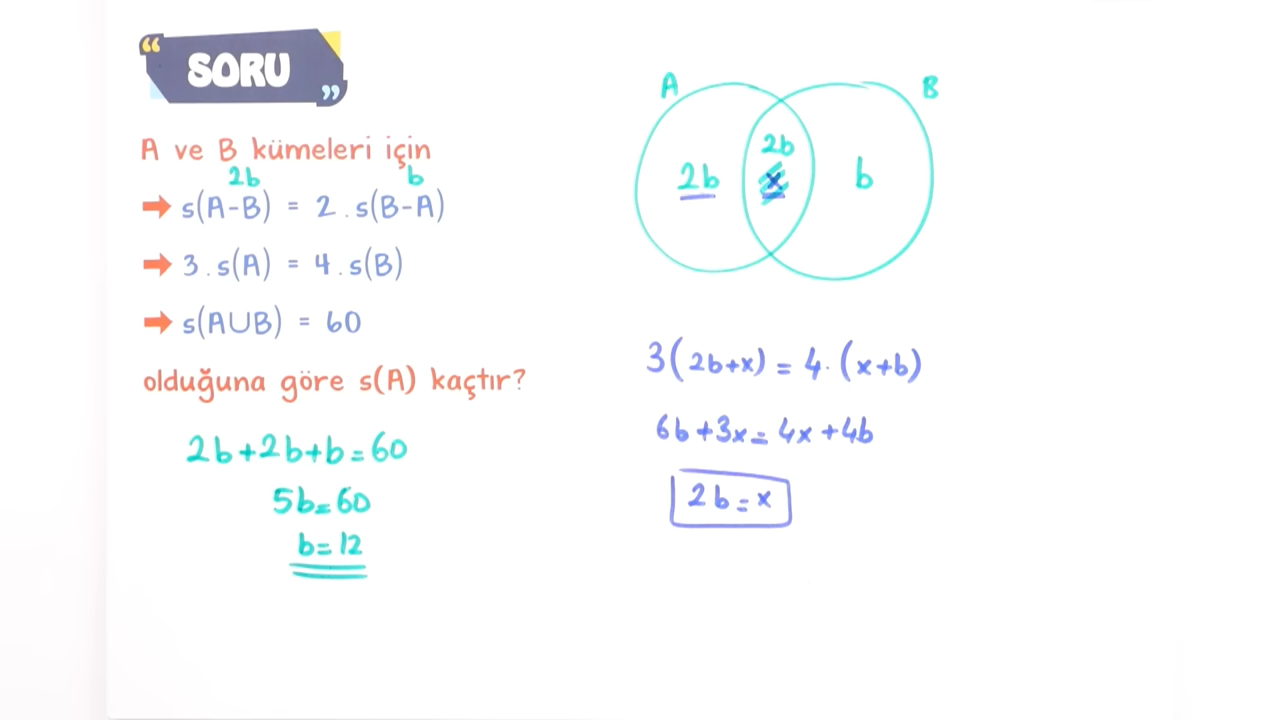 “ SORU ”
A ve B kümeleri için
2b b
➡ s(A-B) = 2 . s(B-A)
➡ 3 . s(A) = 4 . s(B)
➡ s(A∪B) = 60
olduğuna göre s(A) kaçtır?
2b+2b+b=60
5b=60
b=12
A B
2b
2b x b
3(2b+x) = 4.(x+b)
6b+3x=4x+4b
2b=x